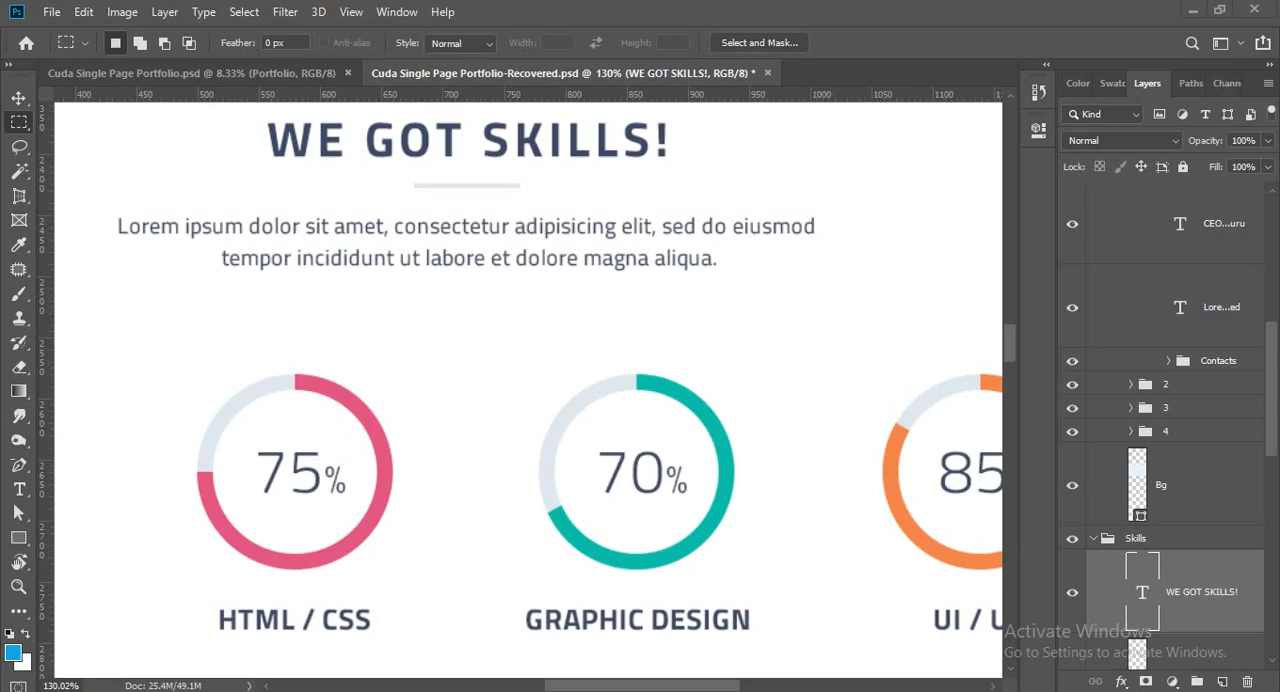 Ps File Edit Image Layer Type Select Filter 3D View Window Help
Feather: 0 px Anti-alias Style: Normal Width: Height: Select and Mask...
Cuda Single Page Portfolio.psd @ 8.33% (Portfolio, RGB/8) ×
Cuda Single Page Portfolio-Recovered.psd @ 130% (WE GOT SKILLS!, RGB/8) * ×
Color Swatc Layers Paths Chann
400 450 500 550 600 650 700 750 800 850 900 950 1000 1050 1100
Kind
Normal Opacity: 100%
Lock: Fill: 100%
WE GOT SKILLS!
Lorem ipsum dolor sit amet, consectetur adipisicing elit, sed do eiusmod
tempor incididunt ut labore et dolore magna aliqua.
75%
70%
85
HTML / CSS
GRAPHIC DESIGN
UI / U
CEO...uru
Lore...ed
Contacts
2
3
4
Bg
Skills
WE GOT SKILLS!
Activate Windows
Go to Settings to activate Windows.
130.02% Doc: 25.4M/49.1M